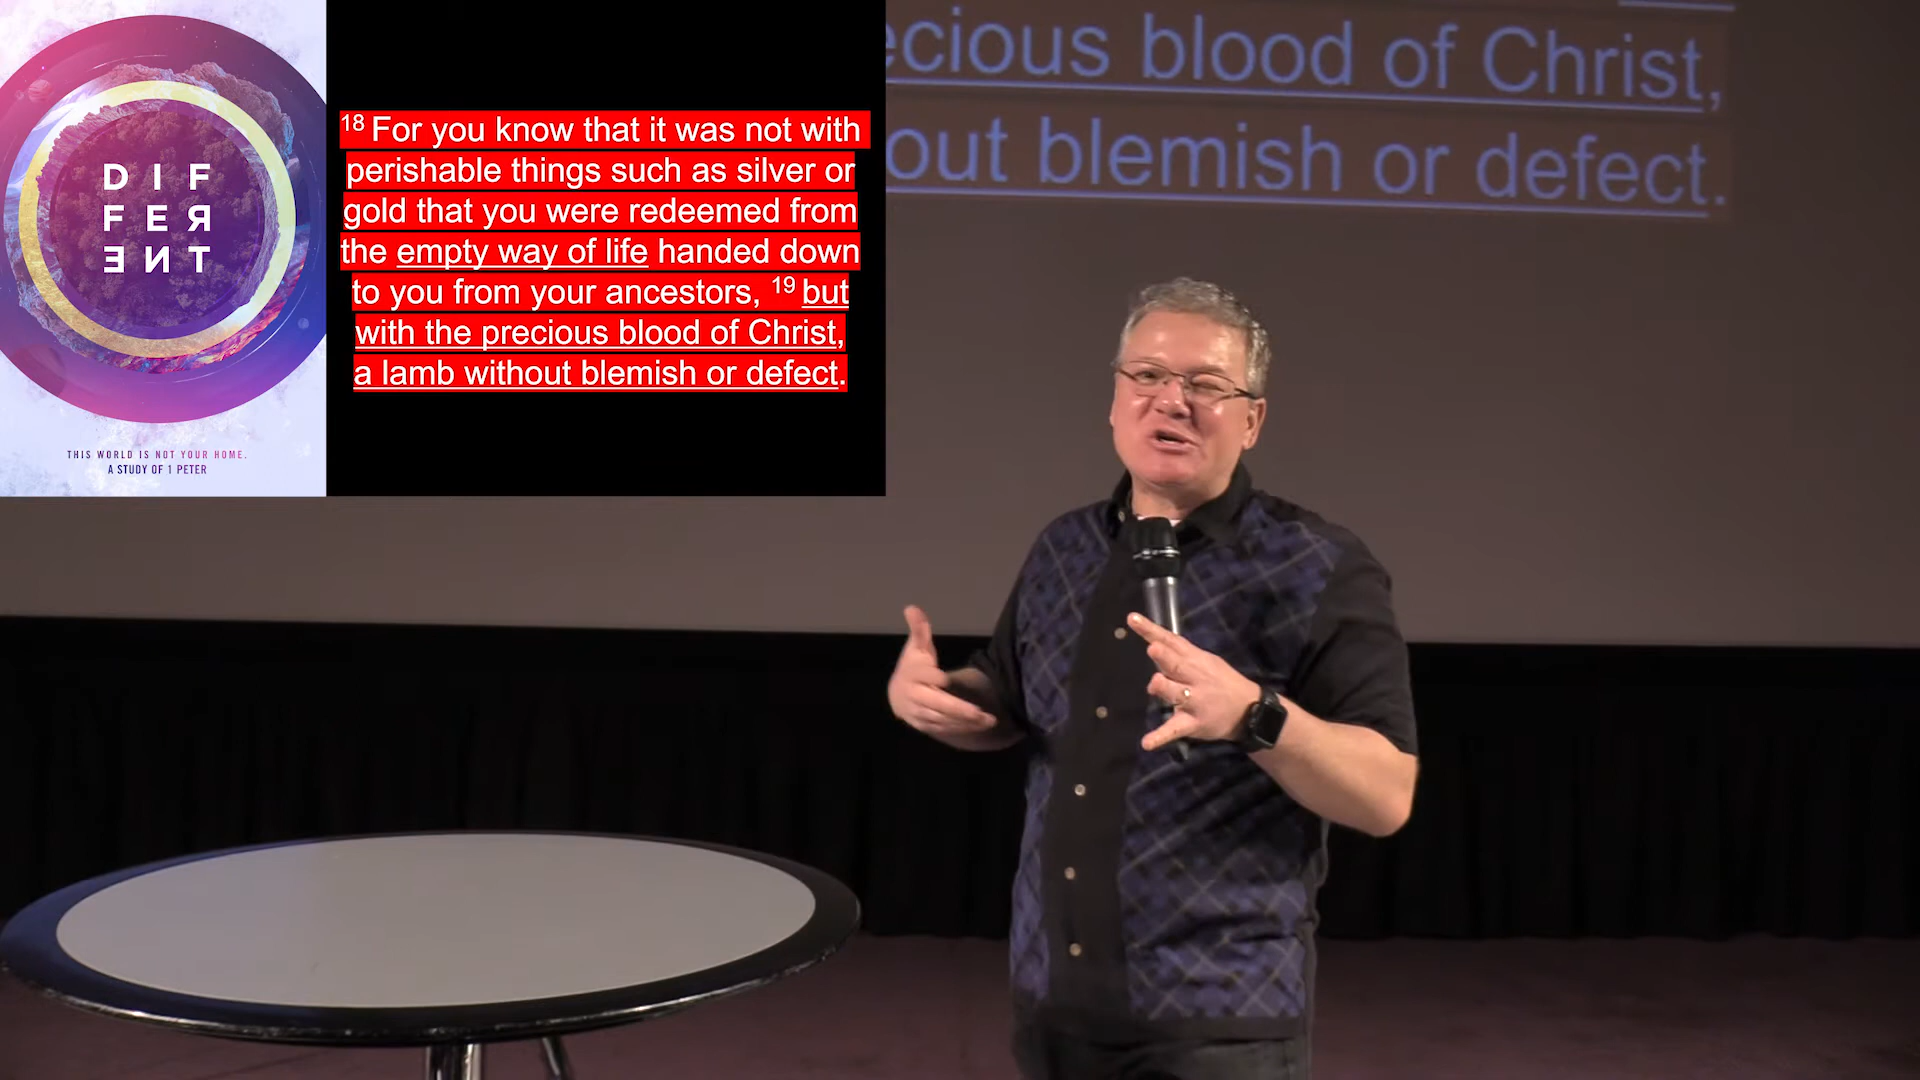 DIF
FER
ENT
THIS WORLD IS NOT YOUR HOME.
A STUDY OF 1 PETER
18 For you know that it was not with
perishable things such as silver or
gold that you were redeemed from
the empty way of life handed down
to you from your ancestors, 19 but
with the precious blood of Christ,
a lamb without blemish or defect.
ecious blood of Christ,
out blemish or defect.